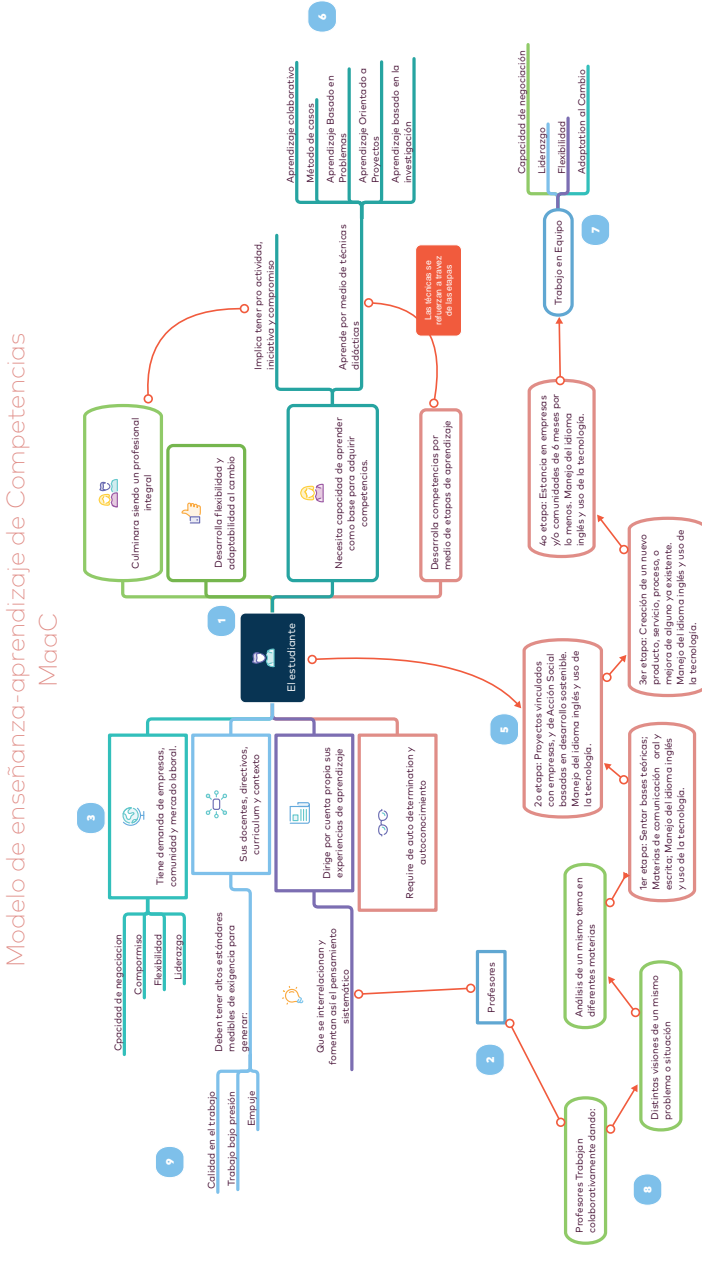 Modelo de enseñanza-aprendizaje de Competencias
MaaC
1
El estudiante
Culminara siendo un profesional
integral
Desarrolla flexibilidad y
adaptabilidad al cambio
Necesita capacidad de aprender
como base para adquirir
competencias.
Implica tener pro actividad,
iniciativa y compromiso
Aprende por medio de técnicas
didácticas
6
Aprendizaje colaborativo
Método de casos
Aprendizaje Basado en
Problemas
Aprendizaje Orientado a
Proyectos
Aprendizaje basado en la
investigación
Desarrolla competencias por
medio de etapas de aprendizaje
Las técnicas se
refuerzan a travez
de las etapas
3
Tiene demanda de empresas,
comunidad y mercado laboral.
Cpacidad de negociacion
Compormiso
Flexibilidad
Liderazgo
Sus docentes, directivos,
curriculum y contexto
Deben tener altos estándares
medibles de exigencia para
generar:
9
Calidad en el trabajo
Trabajo bajo presión
Empuje
Dirige por cuenta propia sus
experiencias de aprendizaje
Que se interrelacionan y
fomentan así el pensamiento
sistemático
Require de auto determination y
autoconocimiento
2
Profesores
8
Profesores Trabajan
colaborativamente dando:
Distintas visiones de un mismo
problema o situación
Análisis de un mismo tema en
diferentes materias
1er etapa: Sentar bases teóricas;
Materias de comunicación oral y
escrita; Manejo del idioma inglés
y uso de la tecnología.
5
2o etapa: Proyectos vinculados
con empresas, y de Acción Social
basadas en desarrollo sostenible.
Manejo del idioma inglés y uso de
la tecnología.
3er etapa: Creación de un nuevo
producto, servicio, proceso, o
mejora de alguno ya existente.
Manejo del idioma inglés y uso de
la tecnología.
4o etapa: Estancia en empresas
y/o comunidades de 6 meses por
lo menos. Manejo del idioma
inglés y uso de la tecnología.
7
Trabajo en Equipo
Capacidad de negociación
Liderazgo
Flexibilidad
Adaptation al Cambio